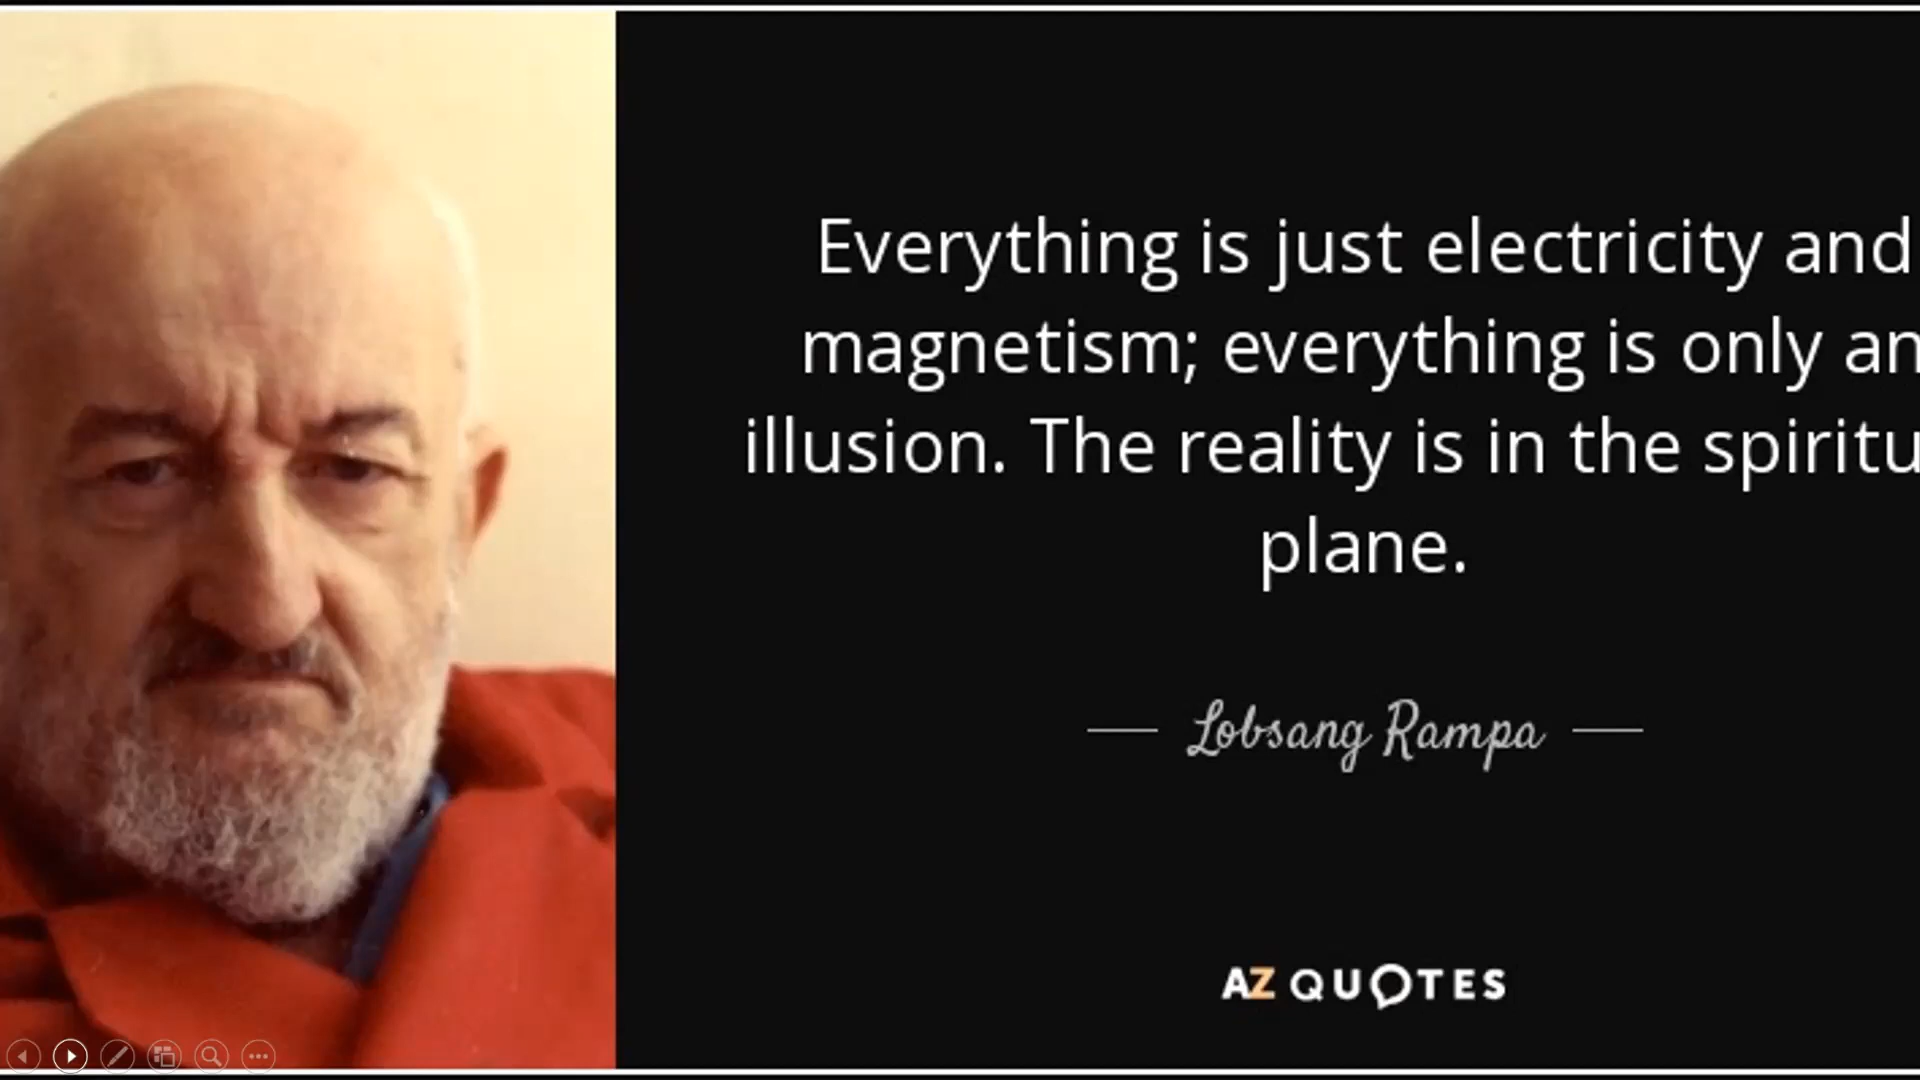 Everything is just electricity and
magnetism; everything is only an
illusion. The reality is in the spiritu
plane.
Lobsang Rampa
AZ QUOTES